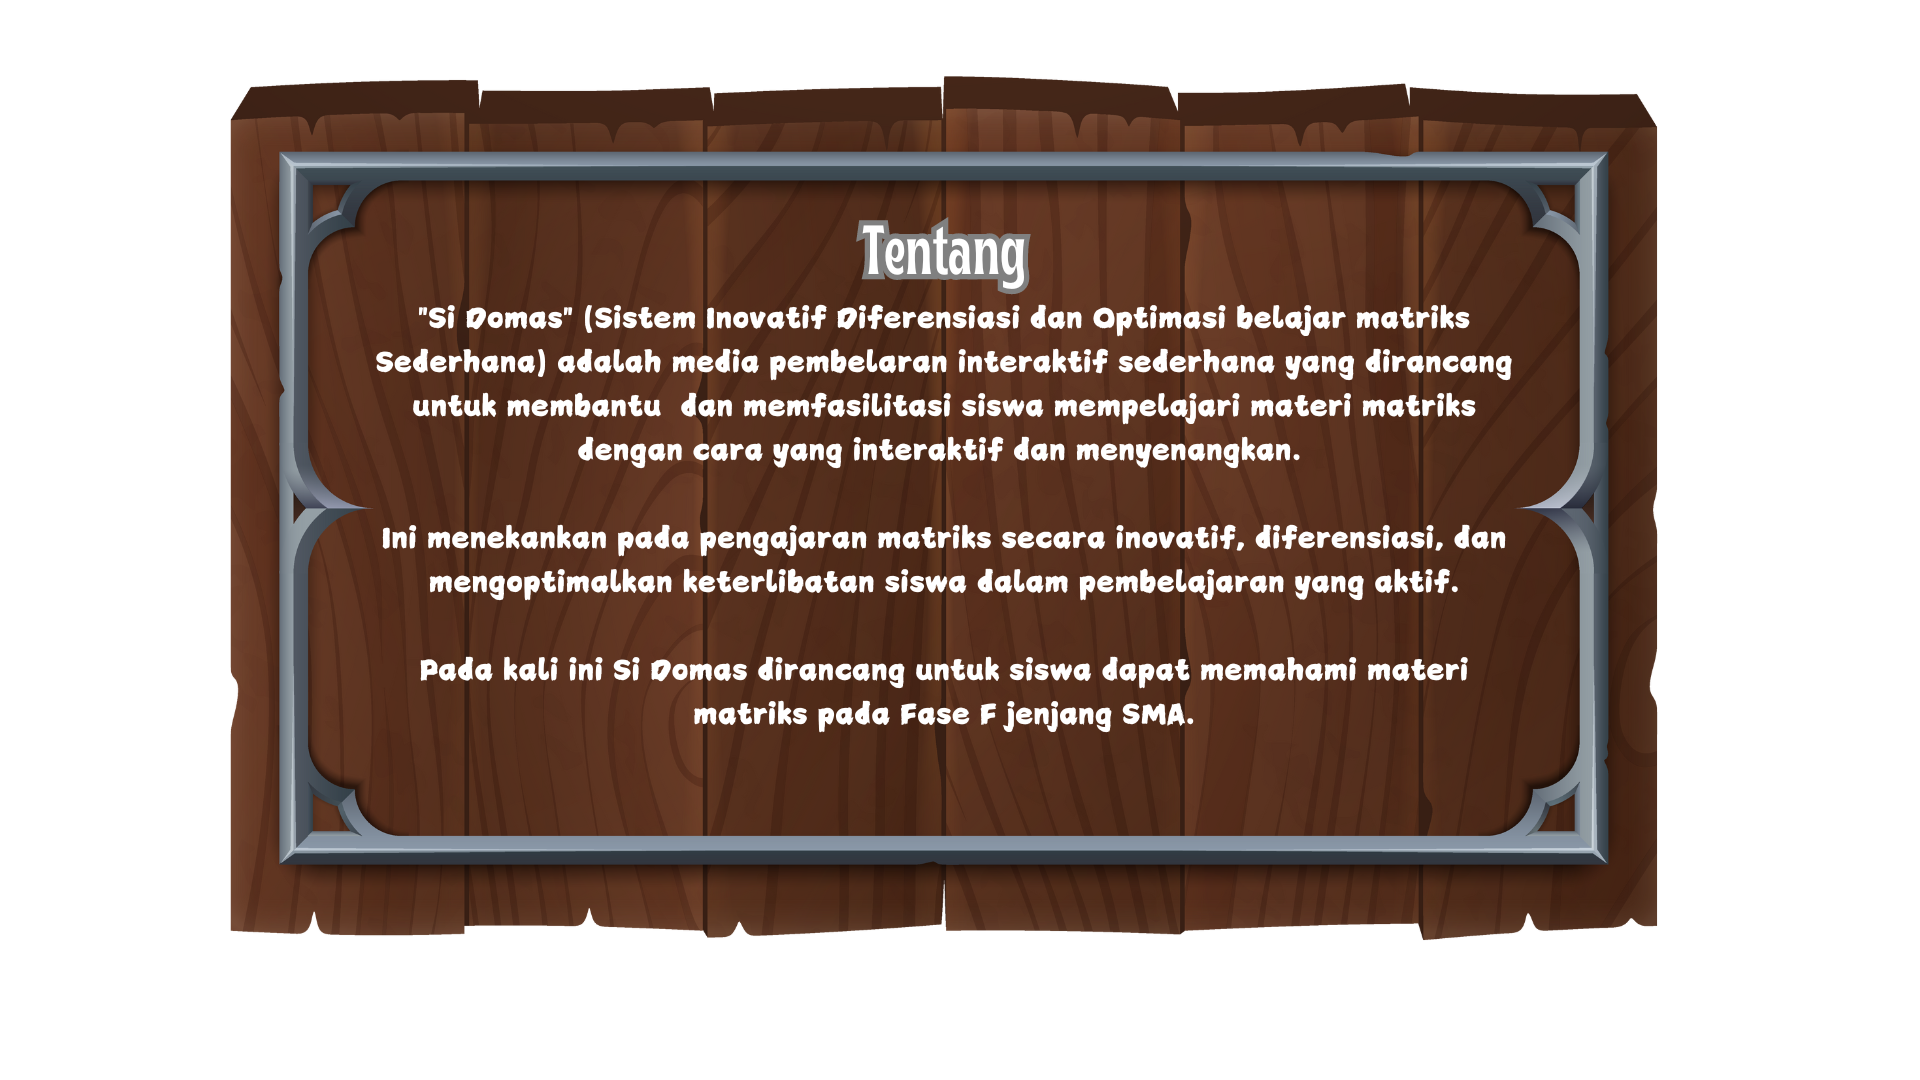 Tentang
"Si Domas" (Sistem Inovatif Diferensiasi dan Optimasi belajar matriks
Sederhana) adalah media pembelaran interaktif sederhana yang dirancang
untuk membantu  dan memfasilitasi siswa mempelajari materi matriks
dengan cara yang interaktif dan menyenangkan.
Ini menekankan pada pengajaran matriks secara inovatif, diferensiasi, dan
mengoptimalkan keterlibatan siswa dalam pembelajaran yang aktif.
Pada kali ini Si Domas dirancang untuk siswa dapat memahami materi
matriks pada Fase F jenjang SMA.